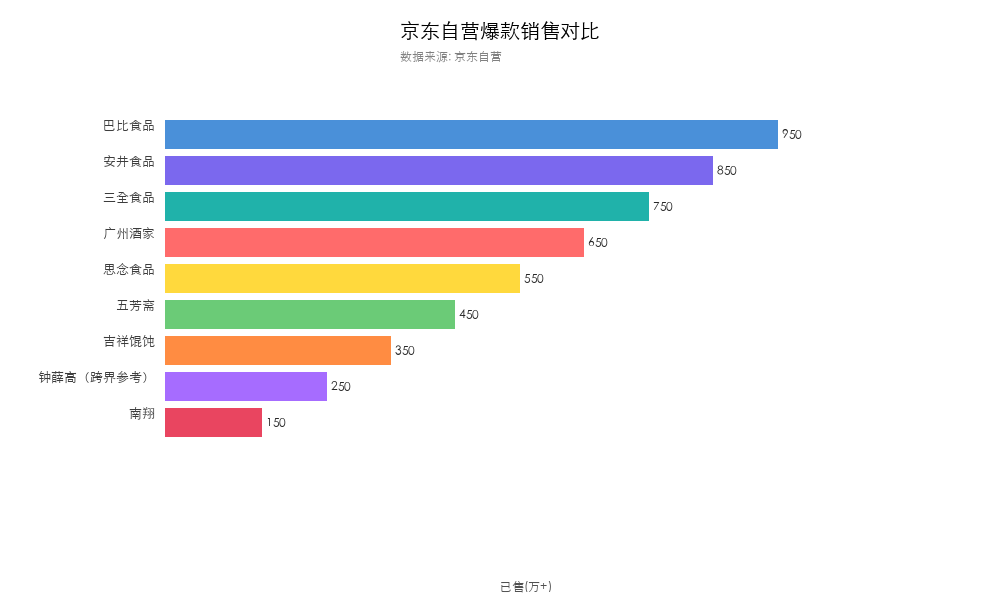 京东自营爆款销售对比
数据来源: 京东自营
巴比食品 950
安井食品 850
三全食品 750
广州酒家 650
思念食品 550
五芳斋 450
吉祥馄饨 350
钟薛高（跨界参考） 250
南翔 150
已售(万+)